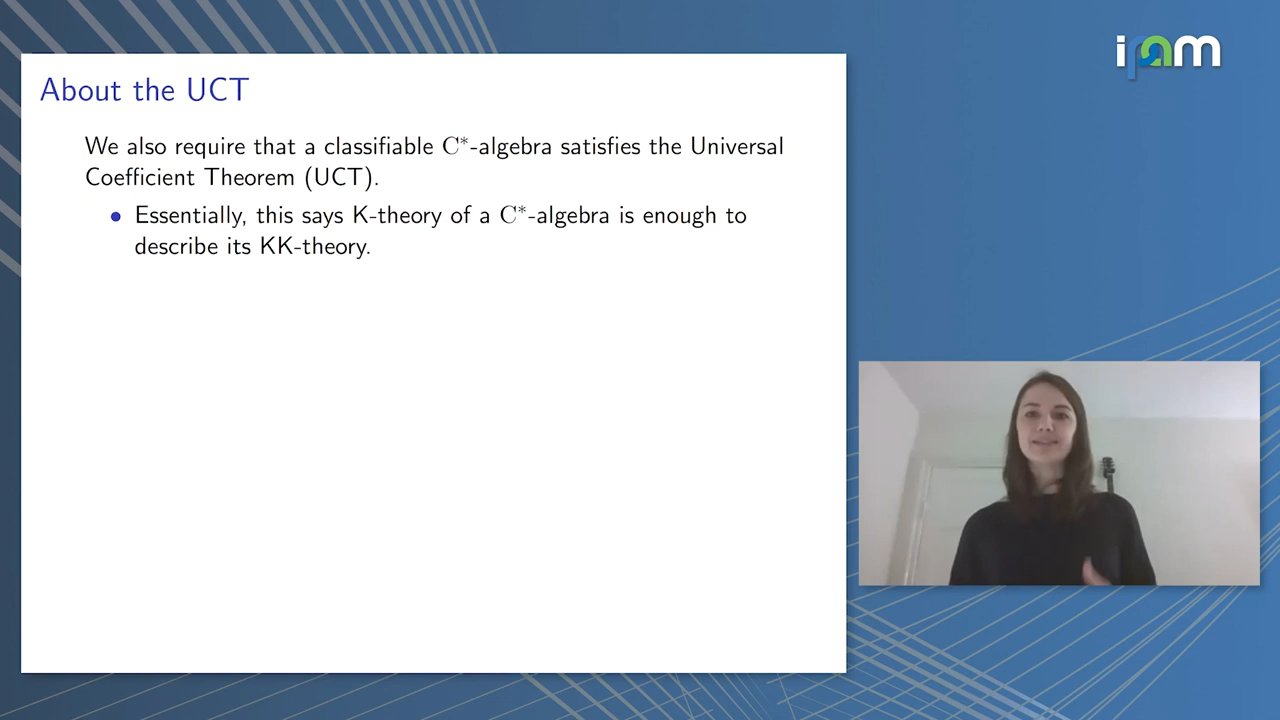 ipam
About the UCT
We also require that a classifiable C*-algebra satisfies the Universal
Coefficient Theorem (UCT).
• Essentially, this says K-theory of a C*-algebra is enough to
describe its KK-theory.